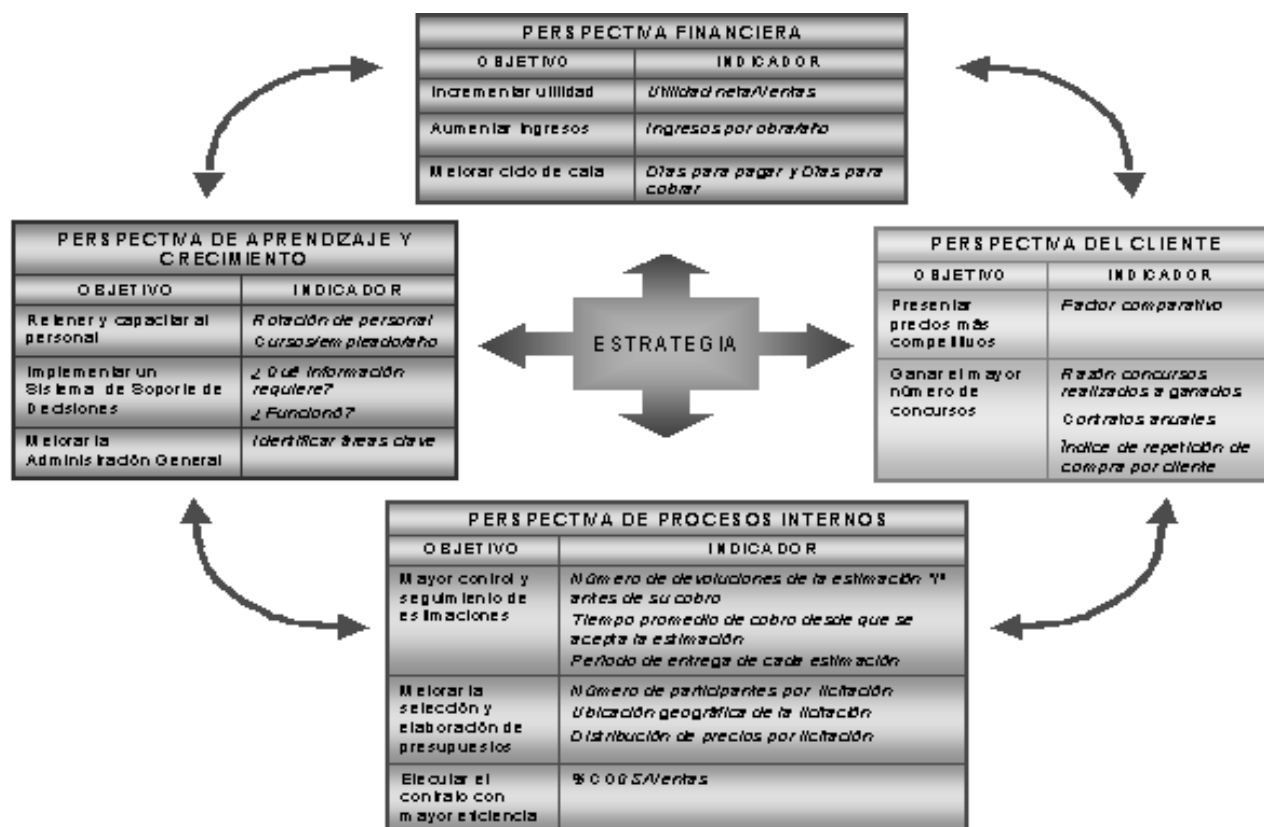 PERSPECTIVA FINANCIERA
OBJETIVO INDICADOR
Incrementar utilidad Utilidad neta/Ventas
Aumentar Ingresos Ingresos por obra/año
Mejorar ciclo de caja Días para pagar y Días para
cobrar
PERSPECTIVA DE APRENDIZAJE Y
CRECIMIENTO
OBJETIVO INDICADOR
Retener y capacitar al
personal
Rotación de personal
Cursos/empleado/año
Implementar un
Sistema de Soporte de
Decisiones
¿Qué Información
requiere?
¿Funcionó?
Mejorar la
Administración General
Identificar áreas clave
ESTRATEGIA
PERSPECTIVA DEL CLIENTE
OBJETIVO INDICADOR
Presentar
precios más
competitivos
Factor comparativo
Ganar el mayor
número de
concursos
Razón concursos
realizados a ganados
Contratos anuales
Índice de repetición de
compra por cliente
PERSPECTIVA DE PROCESOS INTERNOS
OBJETIVO INDICADOR
Mayor control y
seguimiento de
estimaciones
Número de devoluciones de la estimación "i"
antes de su cobro
Tiempo promedio de cobro desde que se
acepta la estimación
Período de entrega de cada estimación
Mejorar la
selección y
elaboración de
presupuestos
Número de participantes por licitación
Ubicación geográfica de la licitación
Distribución de precios por licitación
Ejecutar el
contrato con
mayor eficiencia
%COGS/Ventas